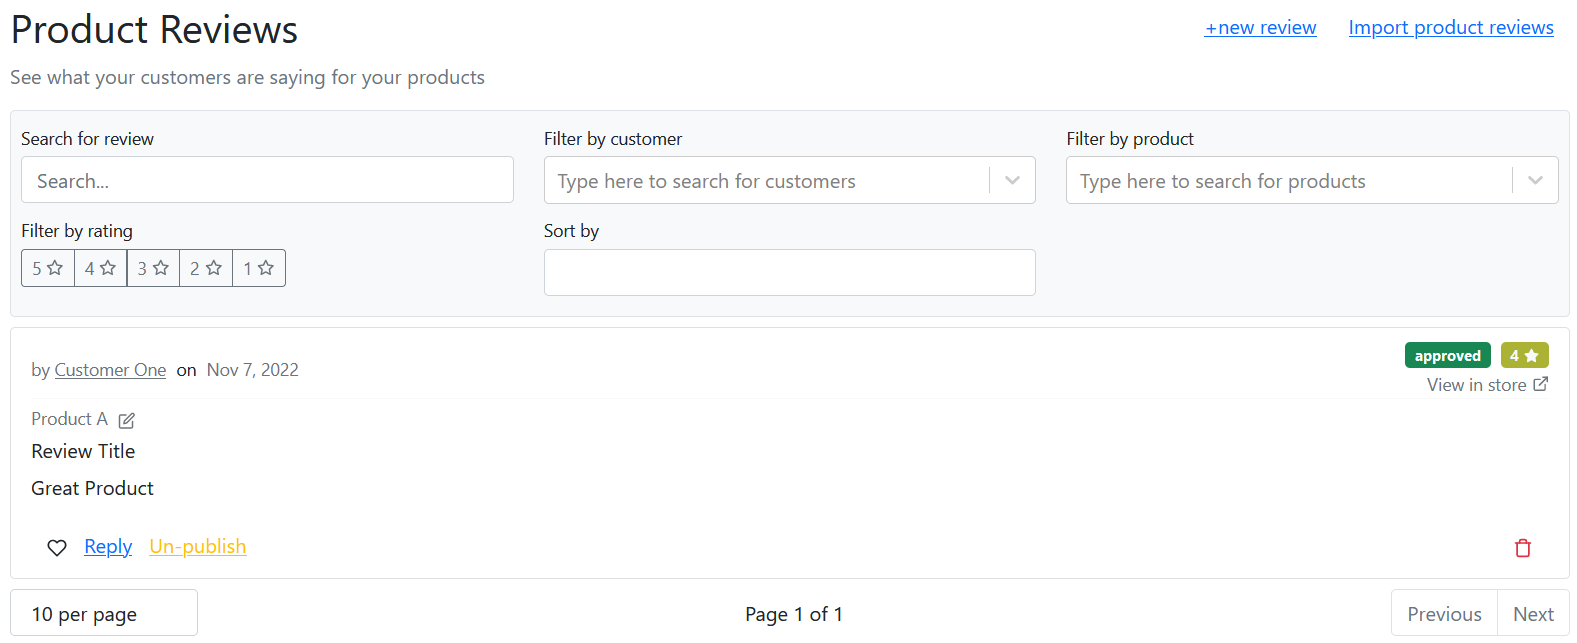 Product Reviews
+new review
Import product reviews
See what your customers are saying for your products
Search for review
Filter by customer
Filter by product
Search...
Type here to search for customers
Type here to search for products
Filter by rating
Sort by
5 4 3 2 1
by Customer One on Nov 7, 2022
approved
4
View in store
Product A
Review Title
Great Product
Reply
Un-publish
10 per page
Page 1 of 1
Previous
Next